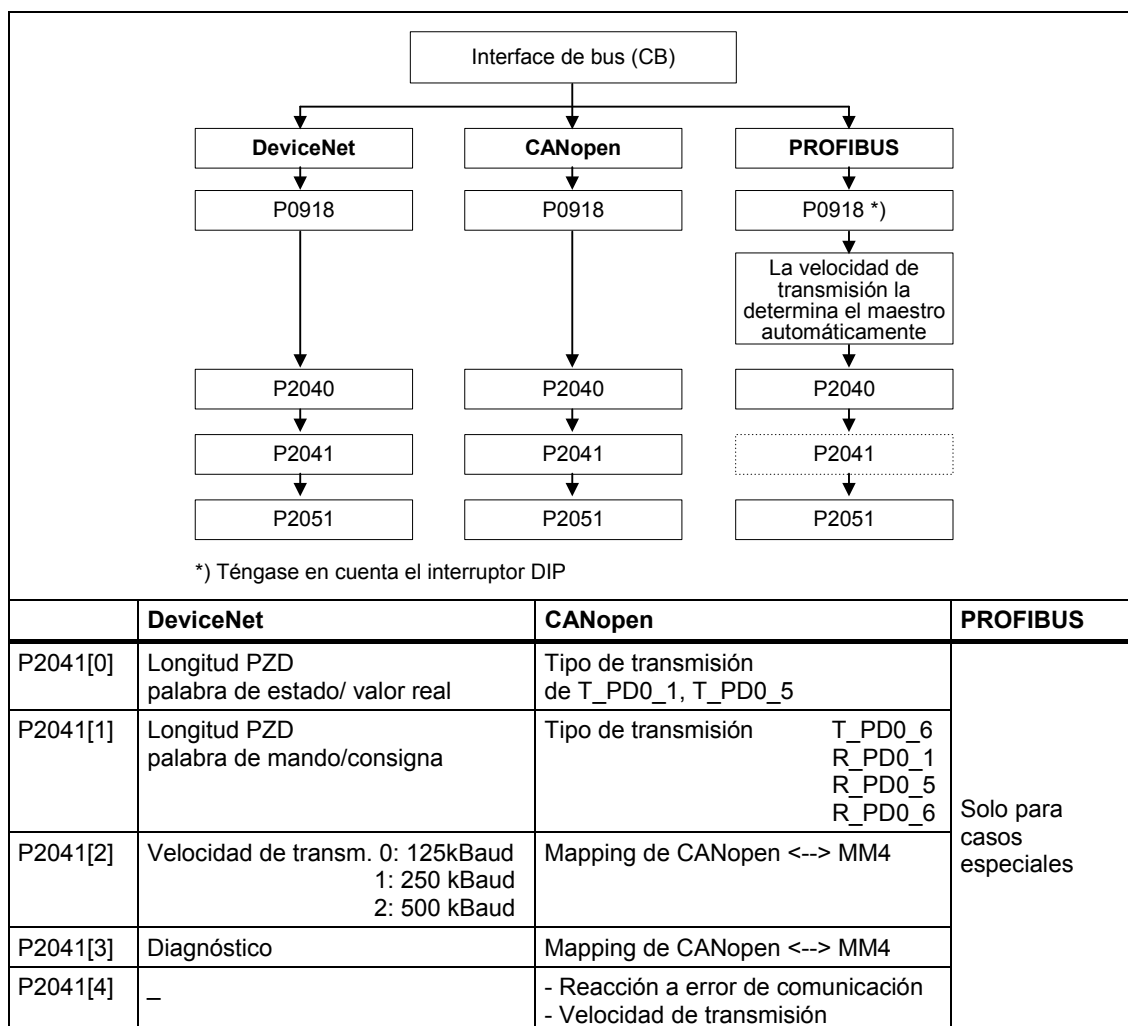 Interface de bus (CB)
DeviceNet CANopen PROFIBUS
P0918 P0918 P0918 *)
La velocidad de
transmisión la
determina el maestro
automáticamente
P2040 P2040 P2040
P2041 P2041 P2041
P2051 P2051 P2051
*) Téngase en cuenta el interruptor DIP
DeviceNet CANopen PROFIBUS
P2041[0] Longitud PZD Tipo de transmisión
palabra de estado/ valor real de T_PD0_1, T_PD0_5
P2041[1] Longitud PZD Tipo de transmisión T_PD0_6
palabra de mando/consigna R_PD0_1
R_PD0_5
R_PD0_6
Solo para
casos
especiales
P2041[2] Velocidad de transm. 0: 125kBaud Mapping de CANopen <--> MM4
1: 250 kBaud
2: 500 kBaud
P2041[3] Diagnóstico Mapping de CANopen <--> MM4
P2041[4] _ - Reacción a error de comunicación
- Velocidad de transmisión